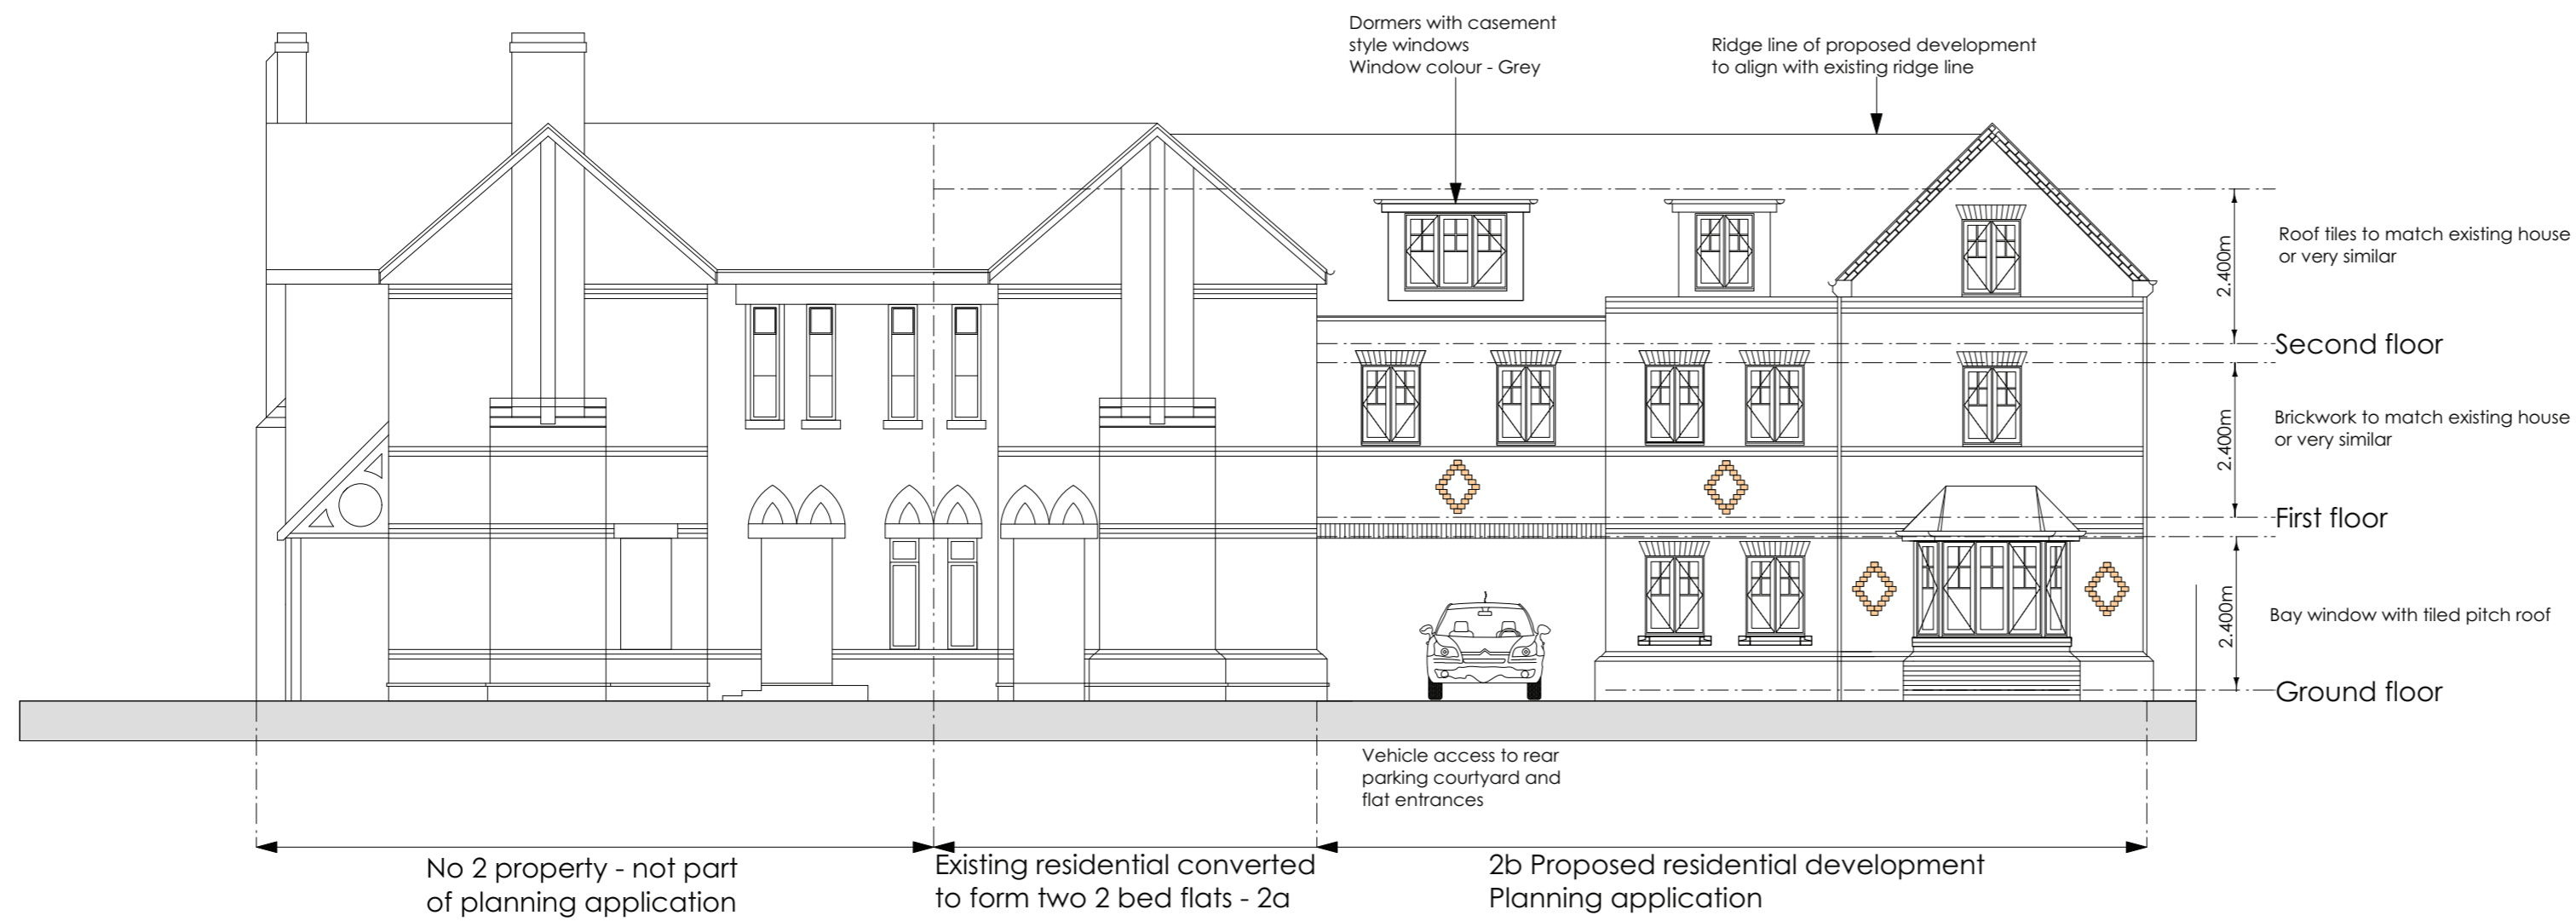 Dormers with casement
style windows
Window colour - Grey
Ridge line of proposed development
to align with existing ridge line
2.400m
Roof tiles to match existing house
or very similar
Second floor
2.400m
Brickwork to match existing house
or very similar
First floor
2.400m
Bay window with tiled pitch roof
Ground floor
Vehicle access to rear
parking courtyard and
flat entrances
No 2 property - not part
of planning application
Existing residential converted
to form two 2 bed flats - 2a
2b Proposed residential development
Planning application